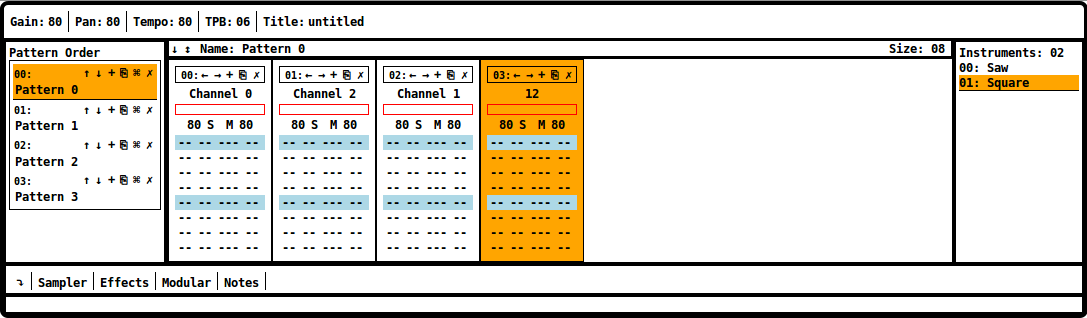 Gain: 80 Pan: 80 Tempo: 80 TPB: 06 Title: untitled
Pattern Order
00: ↑ ↓ + ⎘ ⌘ ✗
Pattern 0
01: ↑ ↓ + ⎘ ⌘ ✗
Pattern 1
02: ↑ ↓ + ⎘ ⌘ ✗
Pattern 2
03: ↑ ↓ + ⎘ ⌘ ✗
Pattern 3
↓ ↕ Name: Pattern 0 Size: 08
00: ← → + ⎘ ✗
Channel 0
80 S M 80
-- -- --- --
-- -- --- --
-- -- --- --
-- -- --- --
-- -- --- --
-- -- --- --
-- -- --- --
-- -- --- --
01: ← → + ⎘ ✗
Channel 2
80 S M 80
-- -- --- --
-- -- --- --
-- -- --- --
-- -- --- --
-- -- --- --
-- -- --- --
-- -- --- --
-- -- --- --
02: ← → + ⎘ ✗
Channel 1
80 S M 80
-- -- --- --
-- -- --- --
-- -- --- --
-- -- --- --
-- -- --- --
-- -- --- --
-- -- --- --
-- -- --- --
03: ← → + ⎘ ✗
12
80 S M 80
-- -- --- --
-- -- --- --
-- -- --- --
-- -- --- --
-- -- --- --
-- -- --- --
-- -- --- --
-- -- --- --
Instruments: 02
00: Saw
01: Square
⤵ Sampler Effects Modular Notes